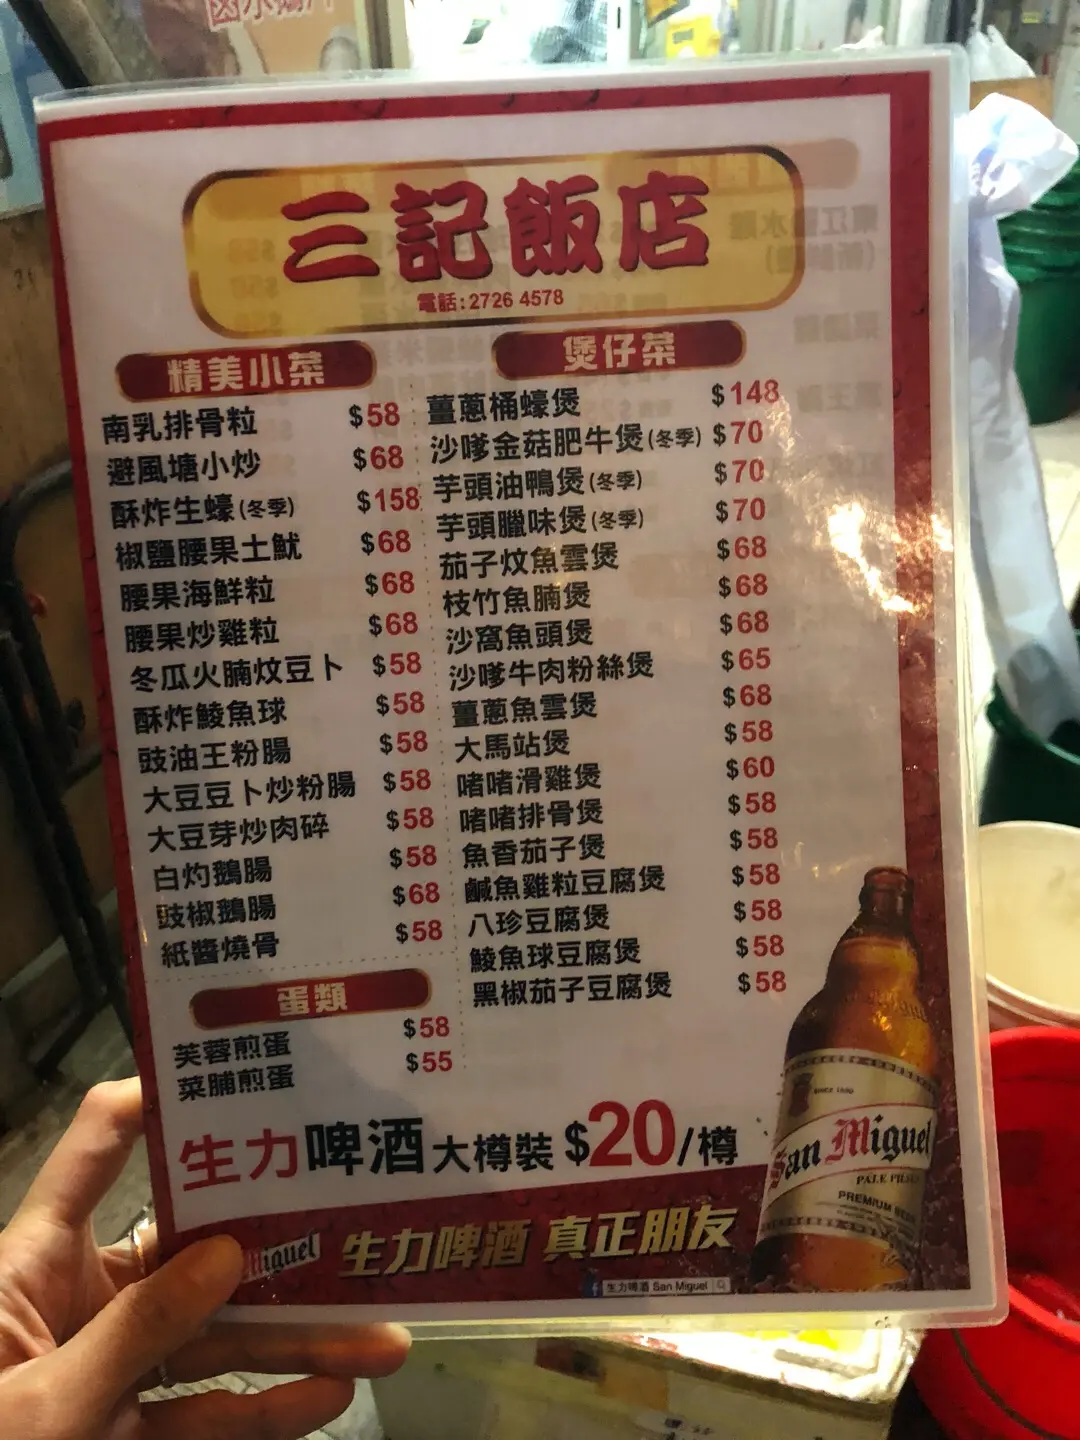 三記飯店
電話:2726 4578
精美小菜
南乳排骨粒 $58
避風塘小炒 $68
酥炸生蠔(冬季) $158
椒鹽腰果土魷 $68
腰果海鮮粒 $68
腰果炒雞粒 $68
冬瓜火腩炆豆卜 $58
酥炸鯪魚球 $58
豉油王粉腸 $58
大豆豆卜炒粉腸 $58
大豆芽炒肉碎 $58
白灼鵝腸 $58
豉椒鵝腸 $68
紙醬燒骨 $58
蛋類
芙蓉煎蛋 $58
菜脯煎蛋 $55
煲仔菜
薑蔥桶蠔煲 $148
沙嗲金菇肥牛煲(冬季) $70
芋頭油鴨煲(冬季) $70
芋頭臘味煲(冬季) $70
茄子炆魚雲煲 $68
枝竹魚腩煲 $68
沙窩魚頭煲 $68
沙嗲牛肉粉絲煲 $65
薑蔥魚雲煲 $68
大馬站煲 $58
啫啫滑雞煲 $60
啫啫排骨煲 $58
魚香茄子煲 $58
鹹魚雞粒豆腐煲 $58
八珍豆腐煲 $58
鯪魚球豆腐煲 $58
黑椒茄子豆腐煲 $58
生力啤酒大樽裝 $20/樽
SINCE 1890
San Miguel
PALE PILSEN
PREMIUM BEER
Miguel 生力啤酒 真正朋友
生力啤酒 San Miguel